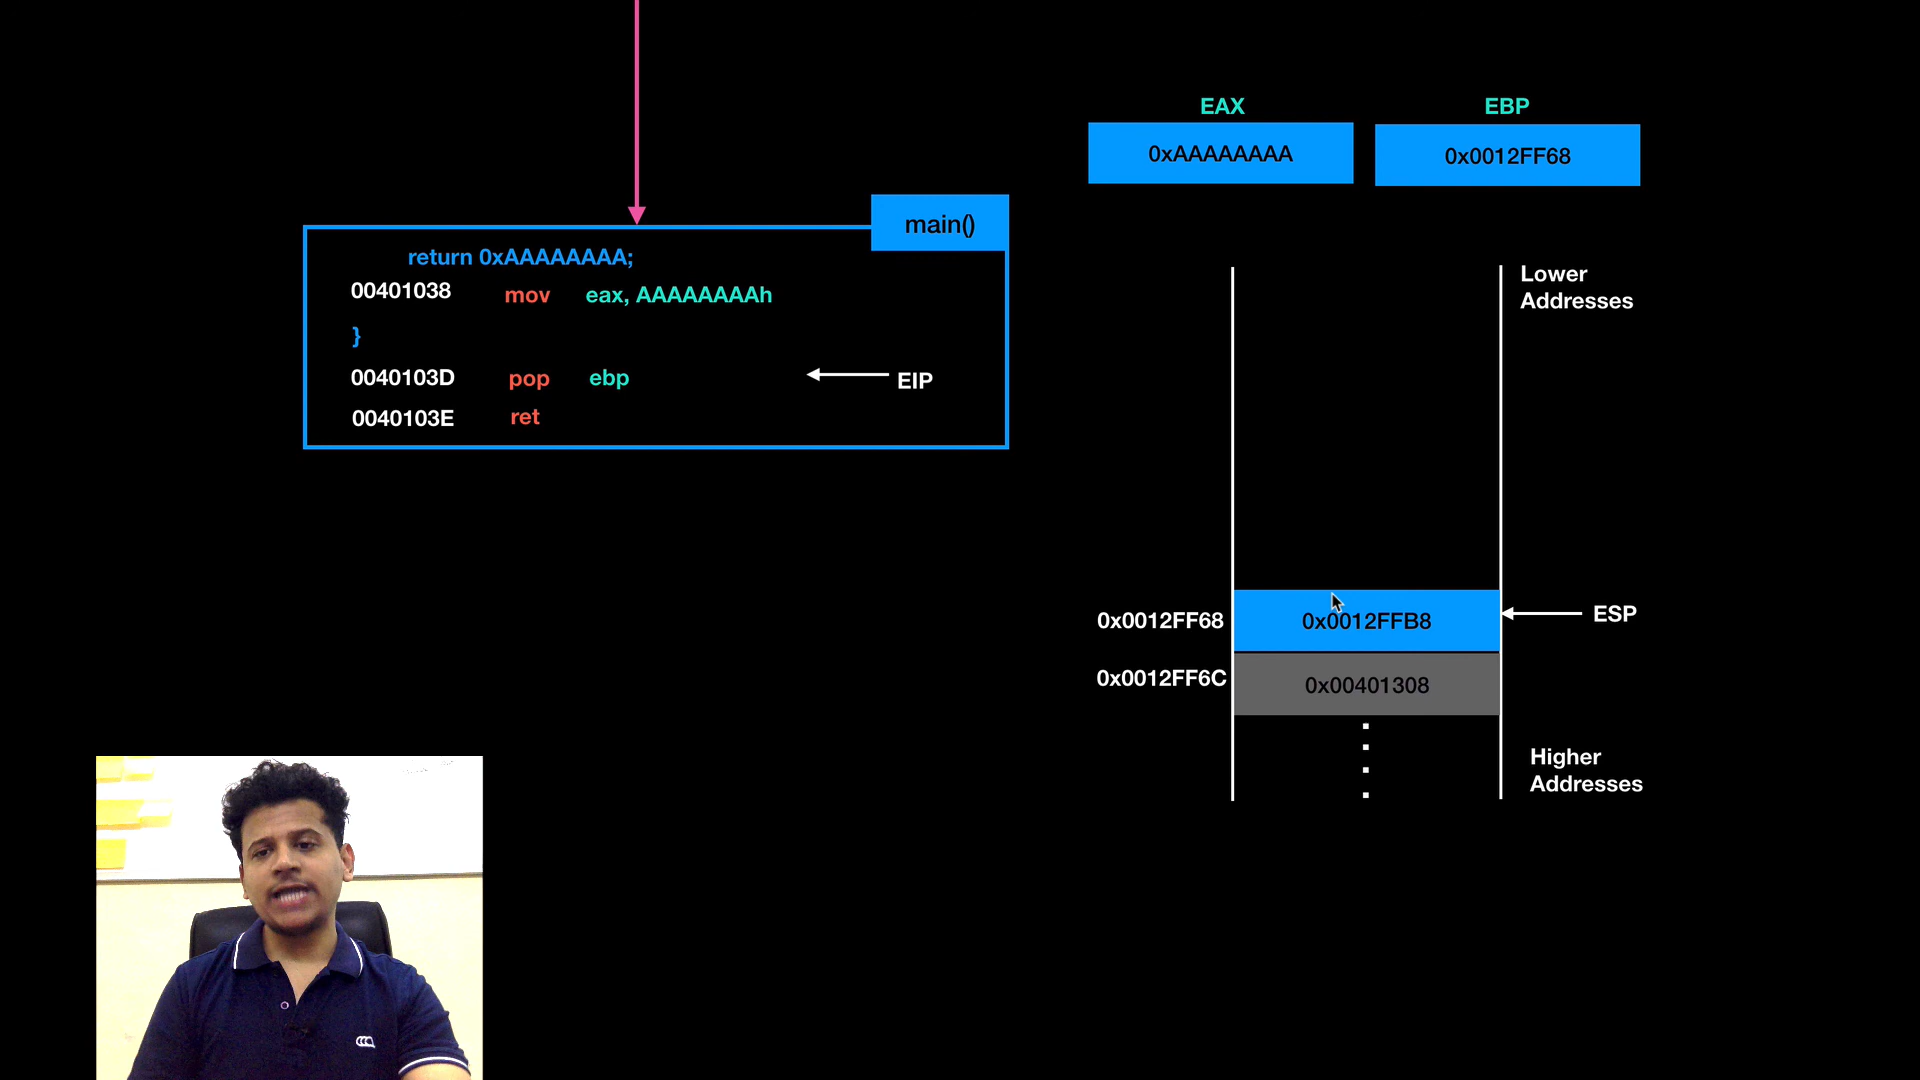 main()
return 0xAAAAAAAA;
00401038 mov eax, AAAAAAAAh
}
0040103D pop ebp
EIP
0040103E ret
EAX
EBP
0xAAAAAAAA
0x0012FF68
Lower
Addresses
0x0012FF68
0x0012FFB8
ESP
0x0012FF6C
0x00401308
Higher
Addresses